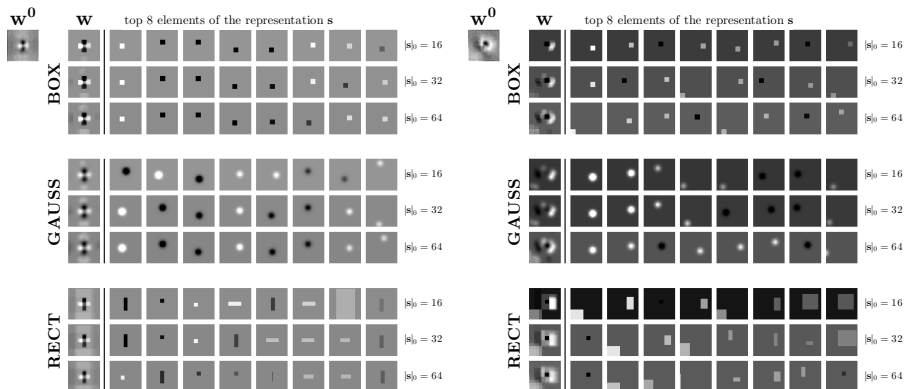 w⁰ w top 8 elements of the representation s
BOX
|s|₀ = 16
|s|₀ = 32
|s|₀ = 64
GAUSS
|s|₀ = 16
|s|₀ = 32
|s|₀ = 64
RECT
|s|₀ = 16
|s|₀ = 32
|s|₀ = 64
w⁰ w top 8 elements of the representation s
BOX
|s|₀ = 16
|s|₀ = 32
|s|₀ = 64
GAUSS
|s|₀ = 16
|s|₀ = 32
|s|₀ = 64
RECT
|s|₀ = 16
|s|₀ = 32
|s|₀ = 64